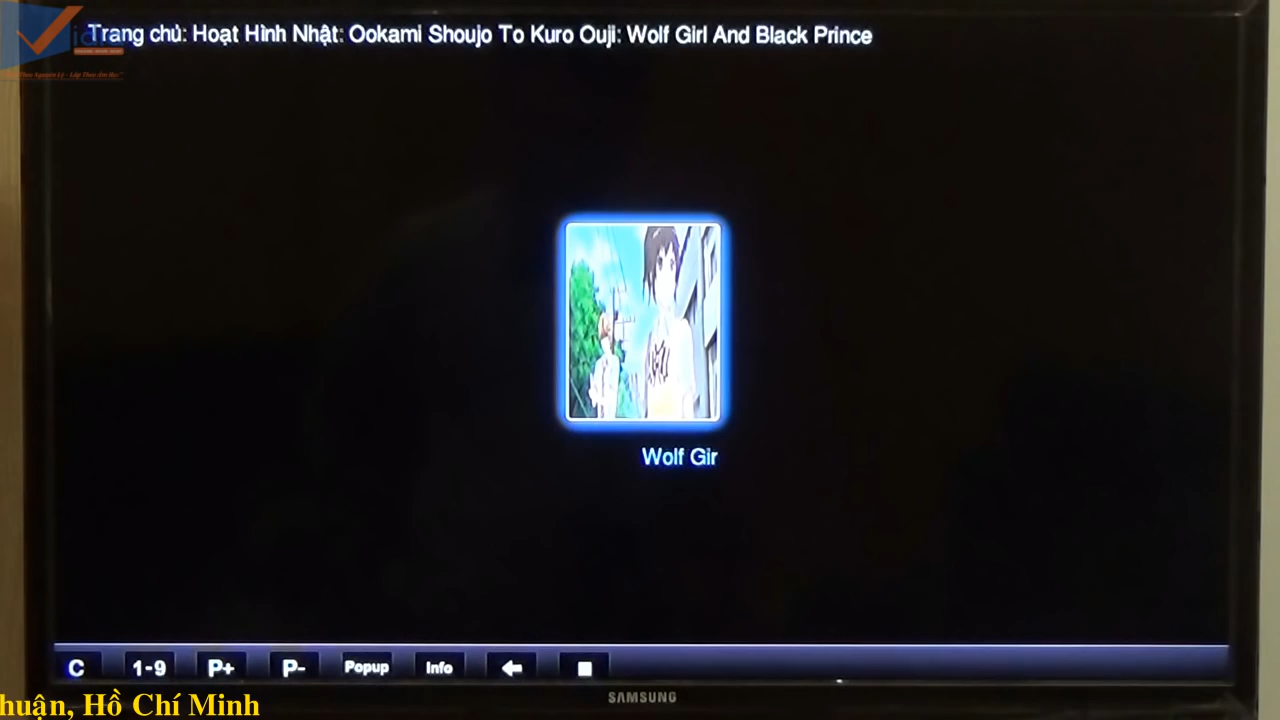 Trang chủ: Hoạt Hình Nhật: Ookami Shoujo To Kuro Ouji: Wolf Girl And Black Prince
Wolf Gir
C
1-9
P+
P-
Popup
Info
SAMSUNG
huận, Hồ Chí Minh